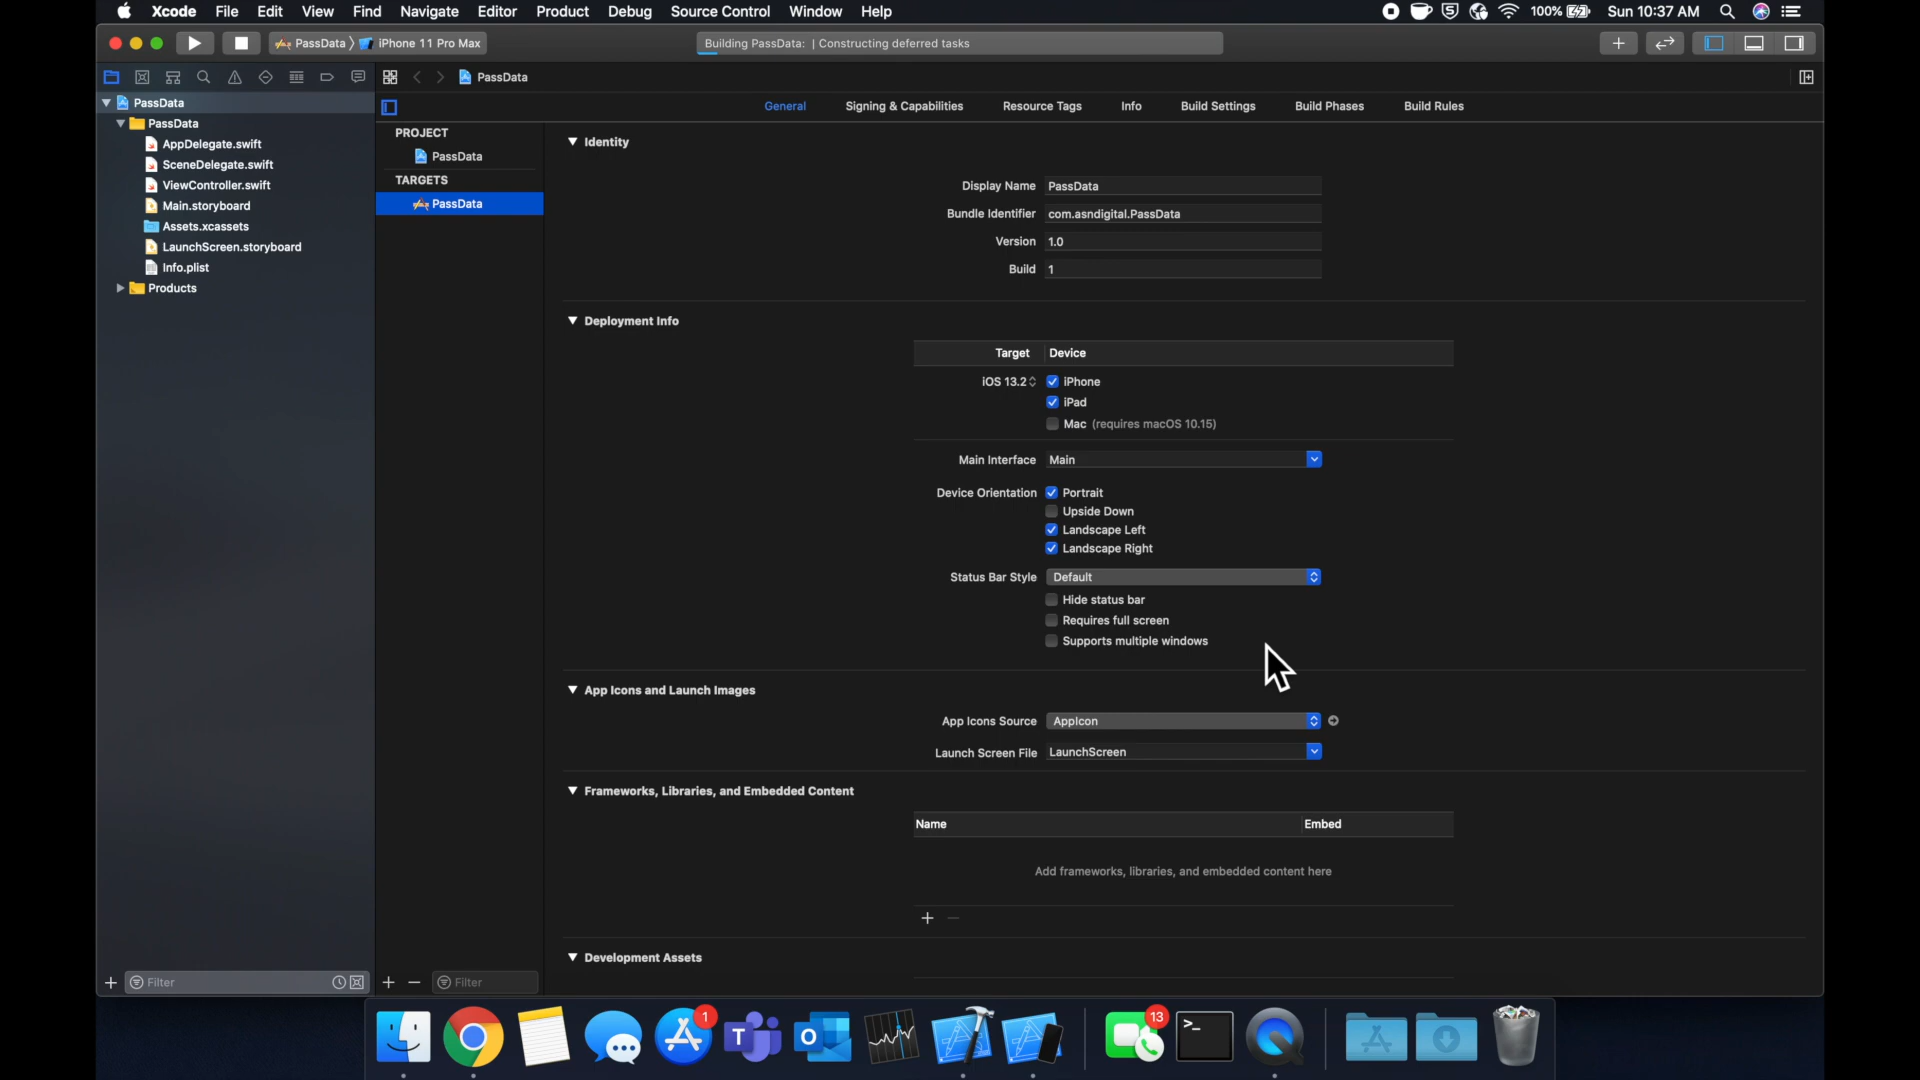 Xcode File Edit View Find Navigate Editor Product Debug Source Control Window Help 100% Sun 10:37 AM
PassData iPhone 11 Pro Max Building PassData: | Constructing deferred tasks
PassData
PassData
General Signing & Capabilities Resource Tags Info Build Settings Build Phases Build Rules
PassData
AppDelegate.swift
SceneDelegate.swift
ViewController.swift
Main.storyboard
Assets.xcassets
LaunchScreen.storyboard
Info.plist
Products
PROJECT
PassData
TARGETS
PassData
Identity
Display Name PassData
Bundle Identifier com.asndigital.PassData
Version 1.0
Build 1
Deployment Info
Target Device
iOS 13.2 iPhone
iPad
Mac (requires macOS 10.15)
Main Interface Main
Device Orientation Portrait
Upside Down
Landscape Left
Landscape Right
Status Bar Style Default
Hide status bar
Requires full screen
Supports multiple windows
App Icons and Launch Images
App Icons Source AppIcon
Launch Screen File LaunchScreen
Frameworks, Libraries, and Embedded Content
Name Embed
Add frameworks, libraries, and embedded content here
Development Assets
Filter
Filter
1
T
O
13
>_